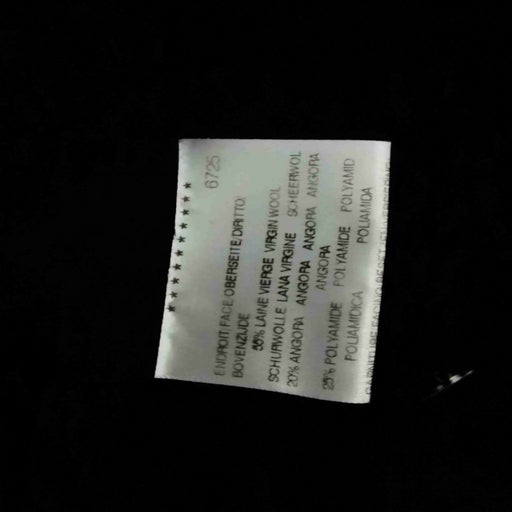 ★★★★★★★★★★
6725
ENDROIT/FACE/OBERSEITE/DIRITTO/
BOVENZIJDE
55% LAINE VIERGE VIRGIN WOOL
SCHURWOLLE LANA VIRGINE SCHEERWOL
20% ANGORA ANGORA ANGORA ANGORA
ANGORA
25% POLYAMIDE POLYAMIDE POLYAMID
POLIAMIDICA POLIAMIDA